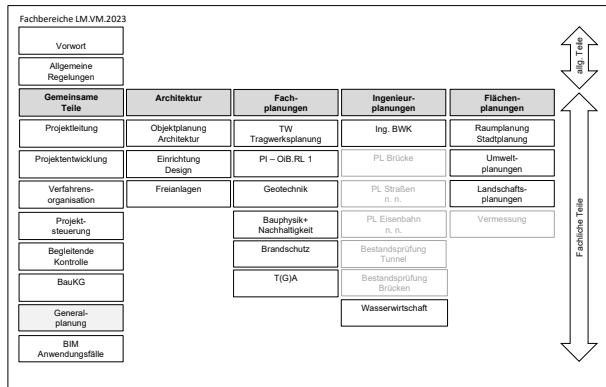 Fachbereiche LM.VM.2023
Vorwort
Allgemeine
Regelungen
allg. Teile
Gemeinsame
Teile
Projektleitung
Projektentwicklung
Verfahrens-
organisation
Projekt-
steuerung
Begleitende
Kontrolle
BauKG
General-
planung
BIM
Anwendungsfälle
Architektur
Objektplanung
Architektur
Einrichtung
Design
Freianlagen
Fach-
planungen
TW
Tragwerksplanung
PI – OiB.RL 1
Geotechnik
Bauphysik+
Nachhaltigkeit
Brandschutz
T(G)A
Ingenieur-
planungen
Ing. BWK
PL Brücke
PL Straßen
n. n.
PL Eisenbahn
n. n.
Bestandsprüfung
Tunnel
Bestandsprüfung
Brücken
Wasserwirtschaft
Flächen-
planungen
Raumplanung
Stadtplanung
Umwelt-
planungen
Landschafts-
planungen
Vermessung
Fachliche Teile